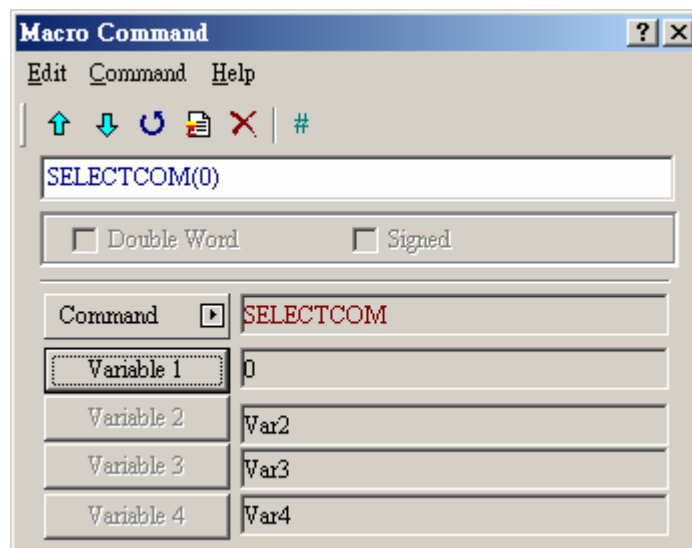 Macro Command
Edit Command Help
#
SELECTCOM(0)
Double Word Signed
Command SELECTCOM
Variable 1 0
Variable 2 Var2
Variable 3 Var3
Variable 4 Var4